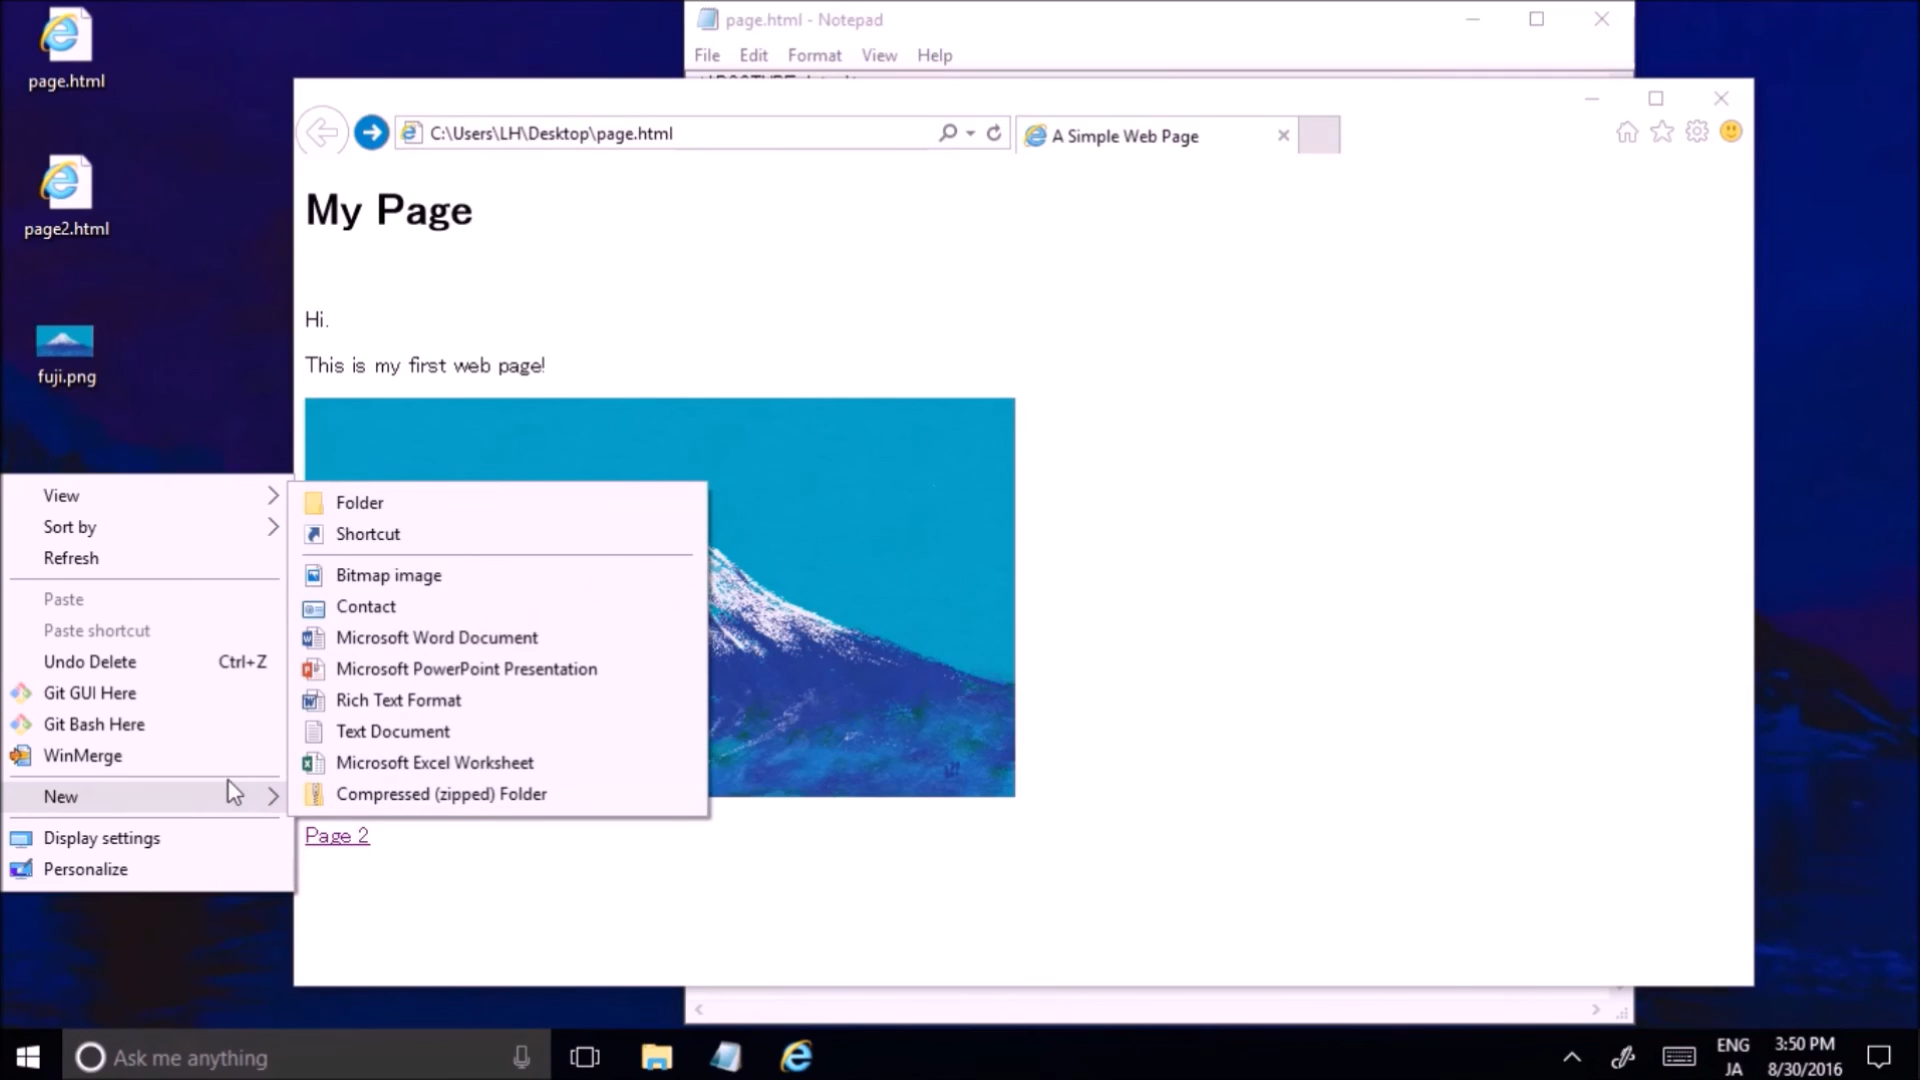 page.html
page2.html
fuji.png
page.html - Notepad
File Edit Format View Help
C:\Users\LH\Desktop\page.html
A Simple Web Page
My Page
Hi.
This is my first web page!
Page 2
View
Sort by
Refresh
Paste
Paste shortcut
Undo Delete Ctrl+Z
Git GUI Here
Git Bash Here
WinMerge
New
Display settings
Personalize
Folder
Shortcut
Bitmap image
Contact
Microsoft Word Document
Microsoft PowerPoint Presentation
Rich Text Format
Text Document
Microsoft Excel Worksheet
Compressed (zipped) Folder
Ask me anything
ENG
JA
3:50 PM
8/30/2016